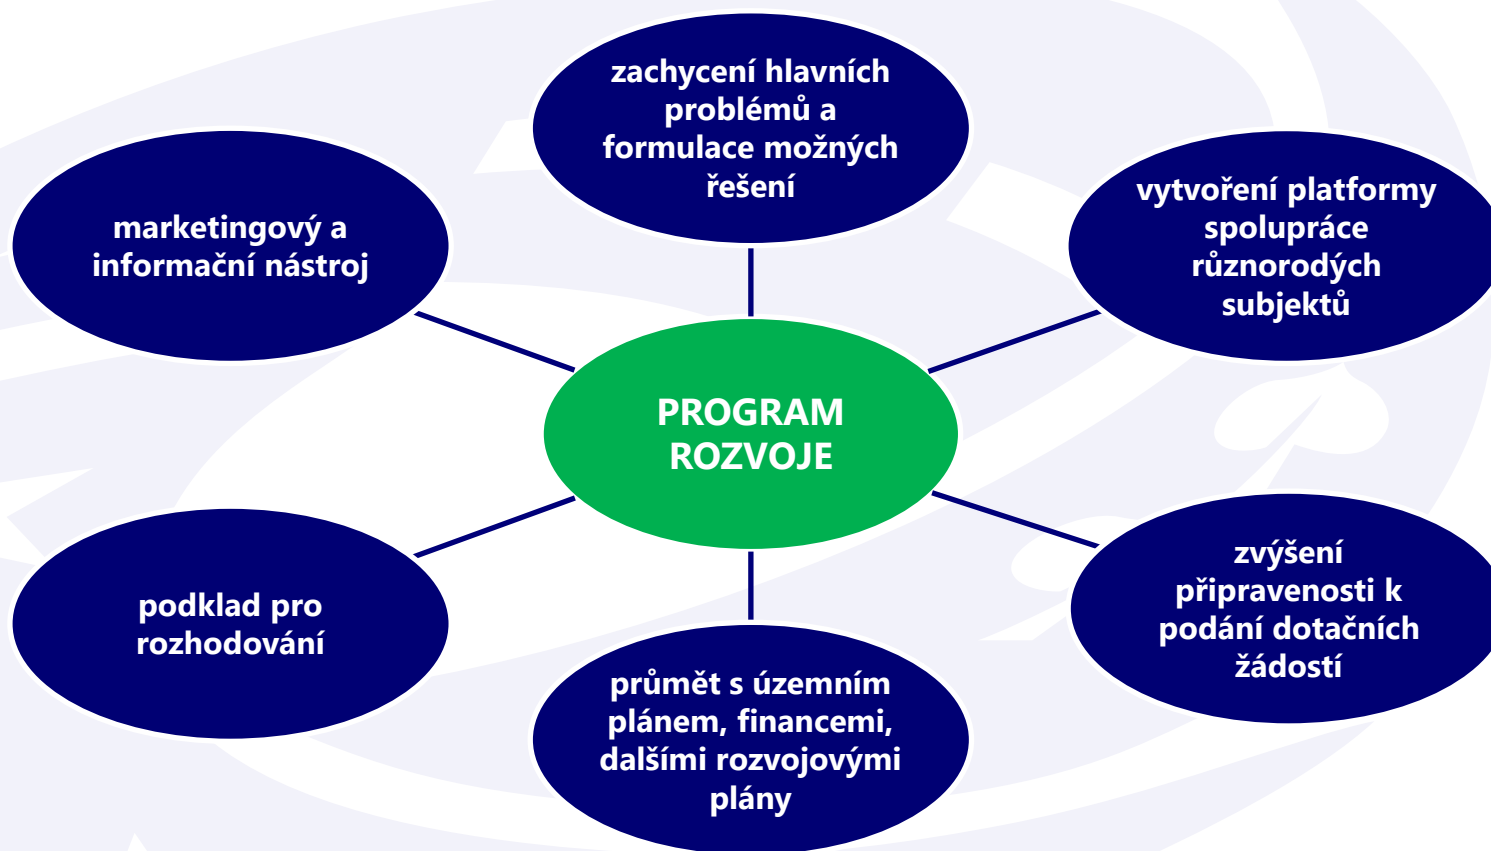 zachycení hlavních
problémů a
formulace možných
řešení
marketingový a
informační nástroj
vytvoření platformy
spolupráce
různorodých
subjektů
PROGRAM
ROZVOJE
podklad pro
rozhodování
zvýšení
připravenosti k
podání dotačních
žádostí
průmět s územním
plánem, financemi,
dalšími rozvojovými
plány